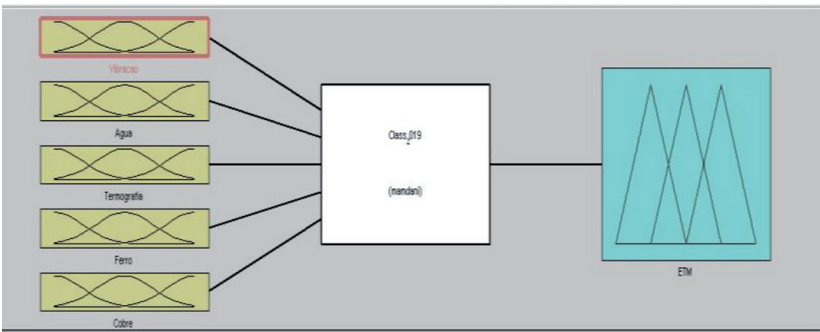 Vibracao
Agua
Termografia
Ferro
Cobre
Class_019
(mamdani)
ETM